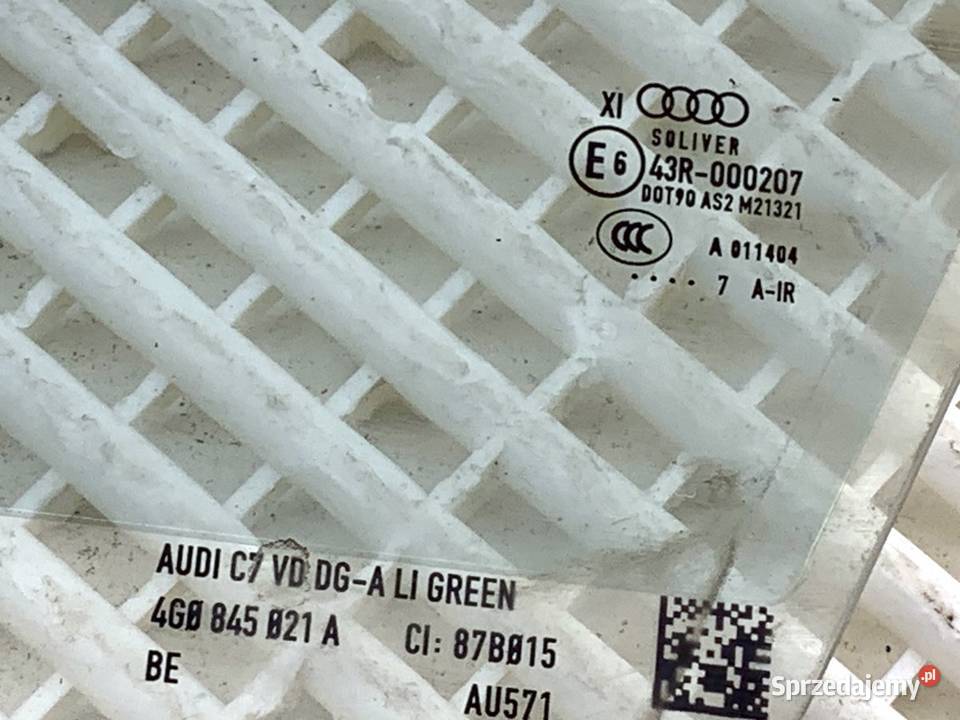 XI
SOLIVER
E6 43R-000207
DOT90 AS2 M21321
CCC A 011404
.... 7 A-IR
AUDI C7 VD DG-A LI GREEN
4G0 845 021 A CI: 87B015
BE
AU571
Sprzedajemy.pl